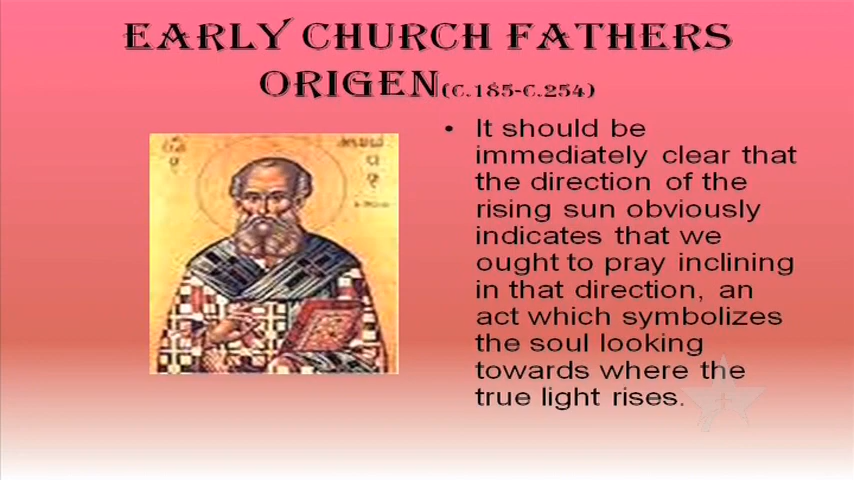 EARLY CHURCH FATHERS
ORIGEN(C.185-C.254)
• It should be
immediately clear that
the direction of the
rising sun obviously
indicates that we
ought to pray inclining
in that direction, an
act which symbolizes
the soul looking
towards where the
true light rises.